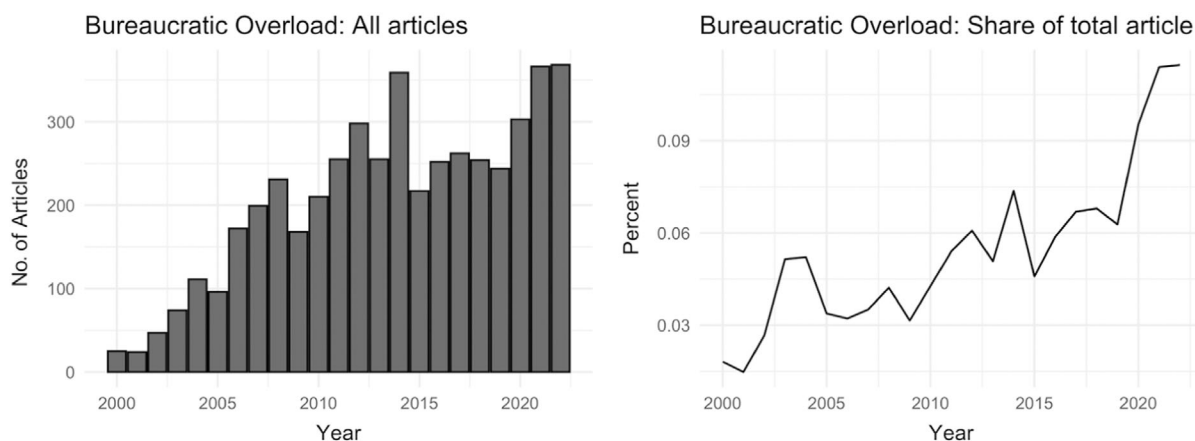 Bureaucratic Overload: All articles
No. of Articles
300
200
100
0
2000 2005 2010 2015 2020
Year
Bureaucratic Overload: Share of total article
Percent
0.09
0.06
0.03
2000 2005 2010 2015 2020
Year